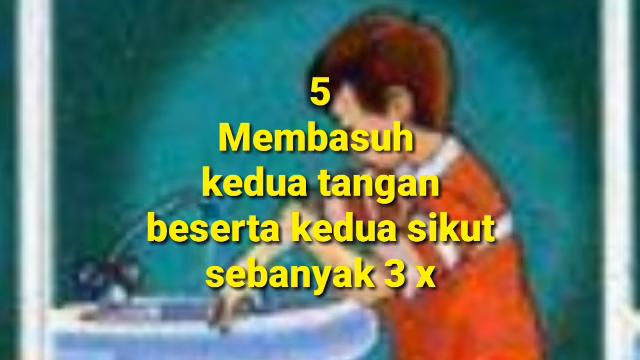 5
Membasuh
kedua tangan
beserta kedua sikut
sebanyak 3 x